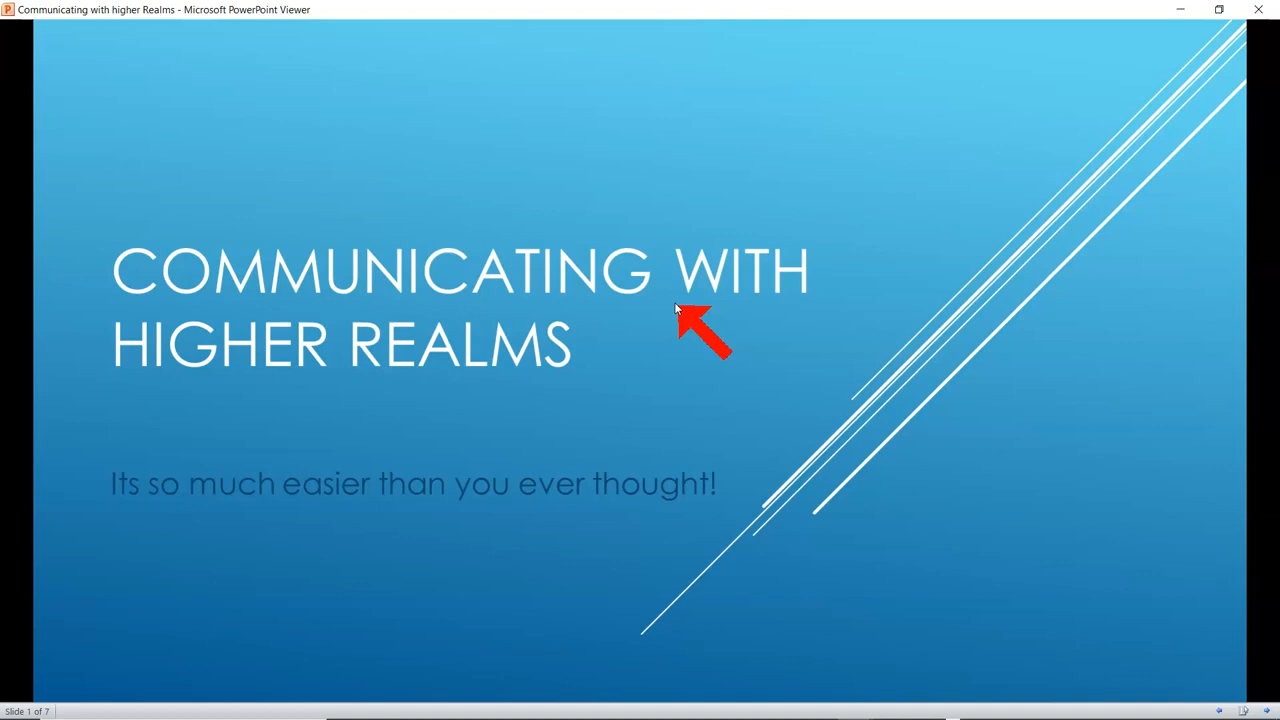 Communicating with higher Realms - Microsoft PowerPoint Viewer
COMMUNICATING WITH
HIGHER REALMS
Its so much easier than you ever thought!
Slide 1 of 7